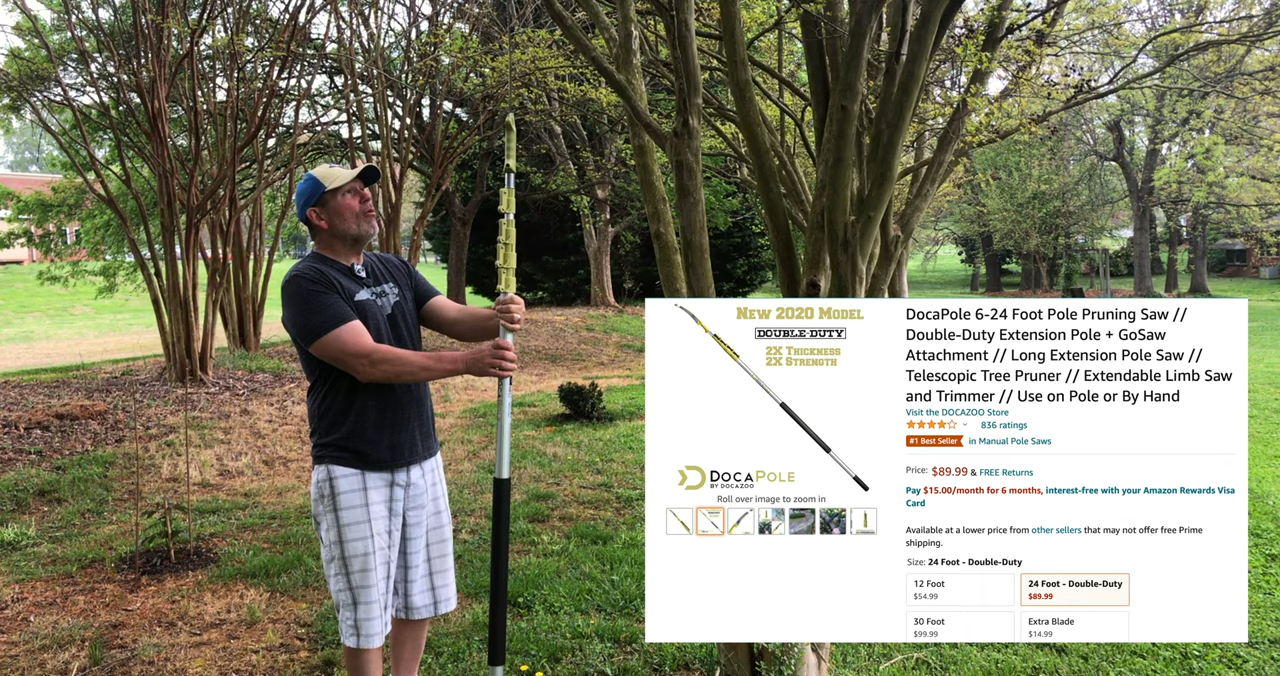 New 2020 Model
DOUBLE-DUTY
2X Thickness
2X Strength
DOCAPOLE
BY DOCAZOO
Roll over image to zoom in
DocaPole 6-24 Foot Pole Pruning Saw //
Double-Duty Extension Pole + GoSaw
Attachment // Long Extension Pole Saw //
Telescopic Tree Pruner // Extendable Limb Saw
and Trimmer // Use on Pole or By Hand
Visit the DOCAZOO Store
836 ratings
#1 Best Seller in Manual Pole Saws
Price: $89.99 & FREE Returns
Pay $15.00/month for 6 months, interest-free with your Amazon Rewards Visa
Card
Available at a lower price from other sellers that may not offer free Prime
shipping.
Size: 24 Foot - Double-Duty
12 Foot
$54.99
24 Foot - Double-Duty
$89.99
30 Foot
$99.99
Extra Blade
$14.99